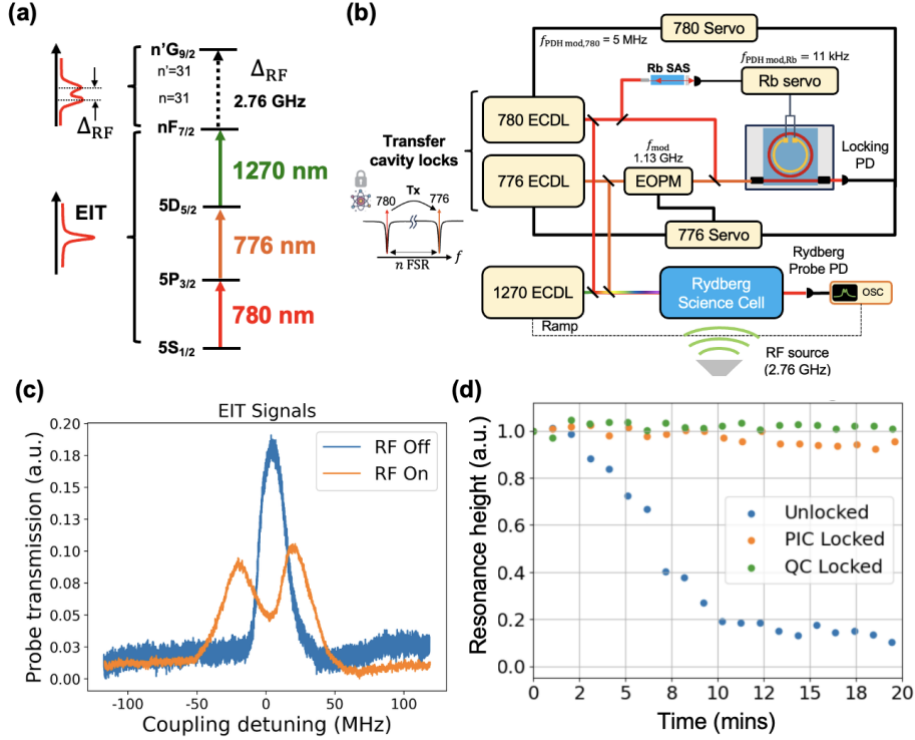 (a)
n'G9/2
n'=31
n=31
ΔRF
2.76 GHz
ΔRF
nF7/2
1270 nm
EIT
5D5/2
776 nm
5P3/2
780 nm
5S1/2
(b)
780 Servo
fPDH mod,780 = 5 MHz
fPDH mod,Rb = 11 kHz
Rb SAS
Rb servo
780 ECDL
Transfer
cavity locks
fmod
1.13 GHz
Locking
PD
776 ECDL
EOPM
Tx
780
776
n FSR
f
776 Servo
Rydberg
Probe PD
1270 ECDL
Rydberg
Science Cell
OSC
Ramp
RF source
(2.76 GHz)
(c)
EIT Signals
Probe transmission (a.u.)
0.20
0.18
0.15
0.13
0.10
0.08
0.05
0.03
0.00
RF Off
RF On
-100
-50
0
50
100
Coupling detuning (MHz)
(d)
Resonance height (a.u.)
1.0
0.8
0.6
0.4
0.2
0.0
Unlocked
PIC Locked
QC Locked
0
2
5
8
10
12
15
18
20
Time (mins)